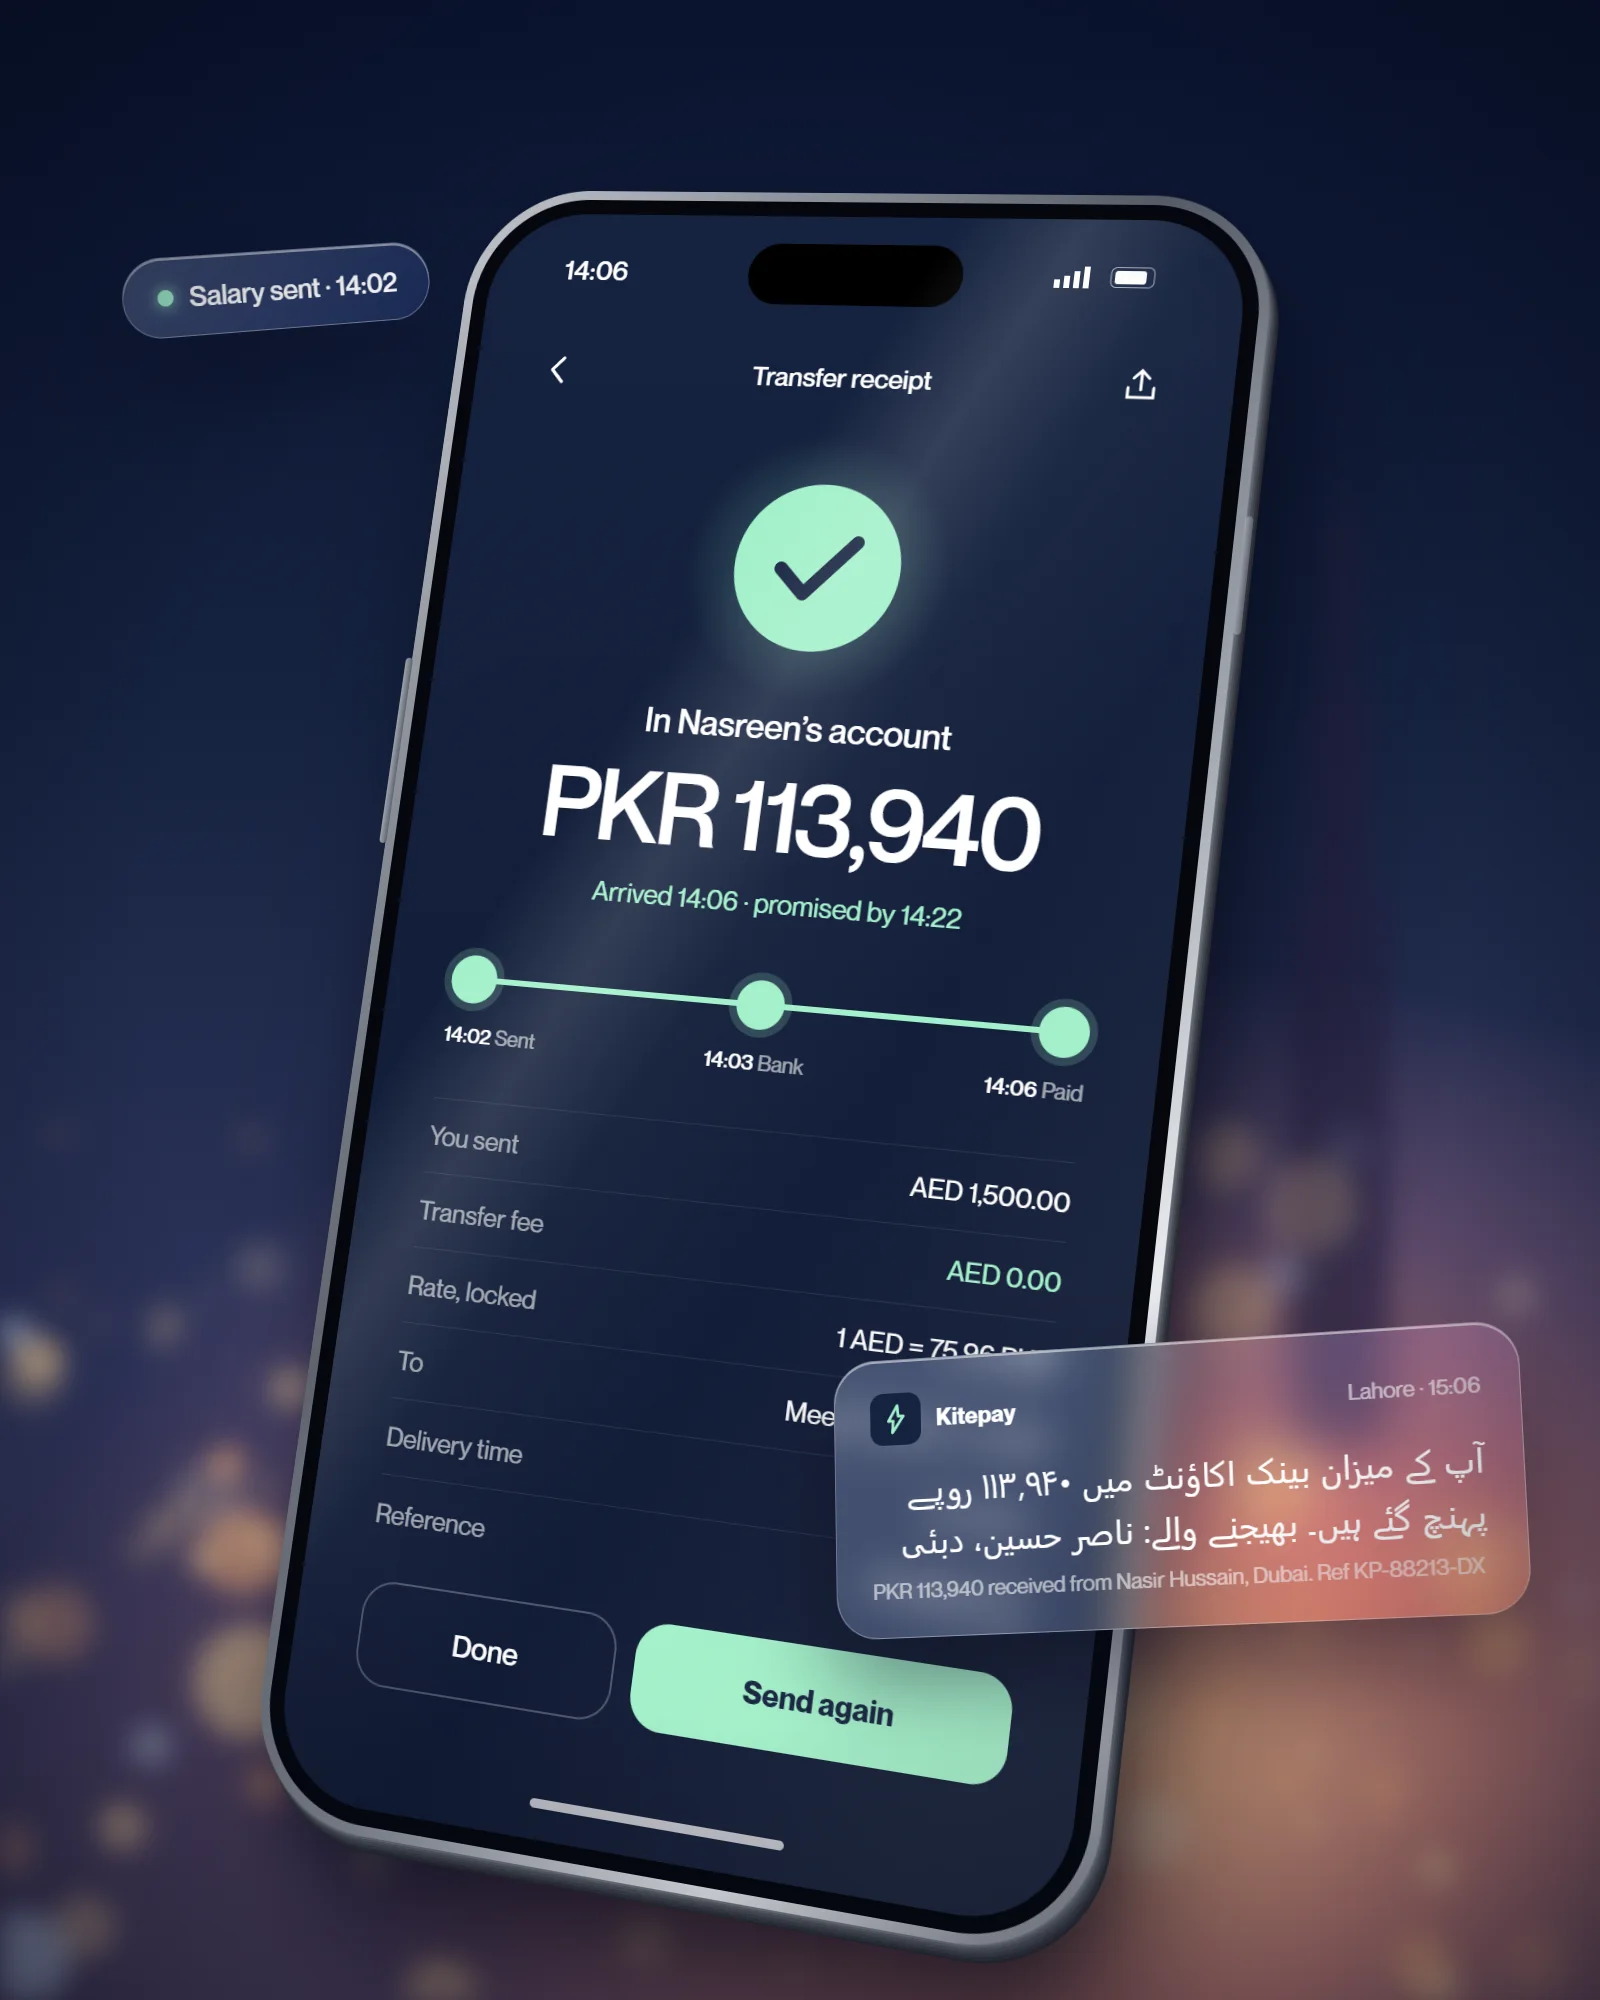 Salary sent · 14:02
14:06
Transfer receipt
In Nasreen's account
PKR 113,940
Arrived 14:06 · promised by 14:22
14:02 Sent
14:03 Bank
14:06 Paid
You sent
AED 1,500.00
Transfer fee
AED 0.00
Rate, locked
1 AED = 75.96
To
Delivery time
Reference
Kitepay
Lahore · 15:06
آپ کے میزان بینک اکاؤنٹ میں ۱۱۳,۹۴۰ روپے
پہنچ گئے ہیں۔ بھیجنے والے: ناصر حسین، دبئی
PKR 113,940 received from Nasir Hussain, Dubai. Ref KP-88213-DX
Done
Send again